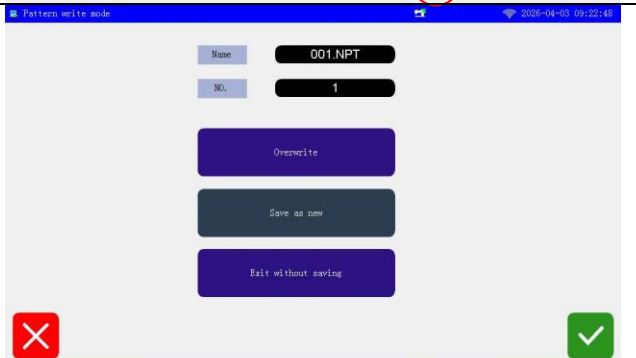 Pattern write mode 2026-04-03 09:22:48
Name 001.NPT
NO. 1
Overwrite
Save as new
Exit without saving